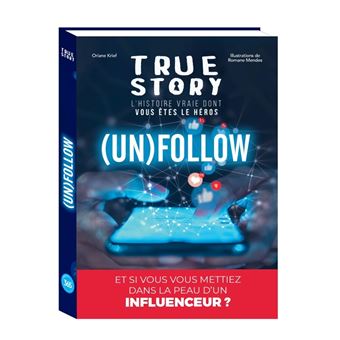 Oriane Krief
Illustrations de
Romane Mendes
TRUE
STORY
L'HISTOIRE VRAIE DONT
VOUS ÊTES LE HÉROS
(UN)FOLLOW
ET SI VOUS VOUS METTIEZ
DANS LA PEAU D'UN
INFLUENCEUR ?
TRUE
STORY
(UN)FOLLOW
365